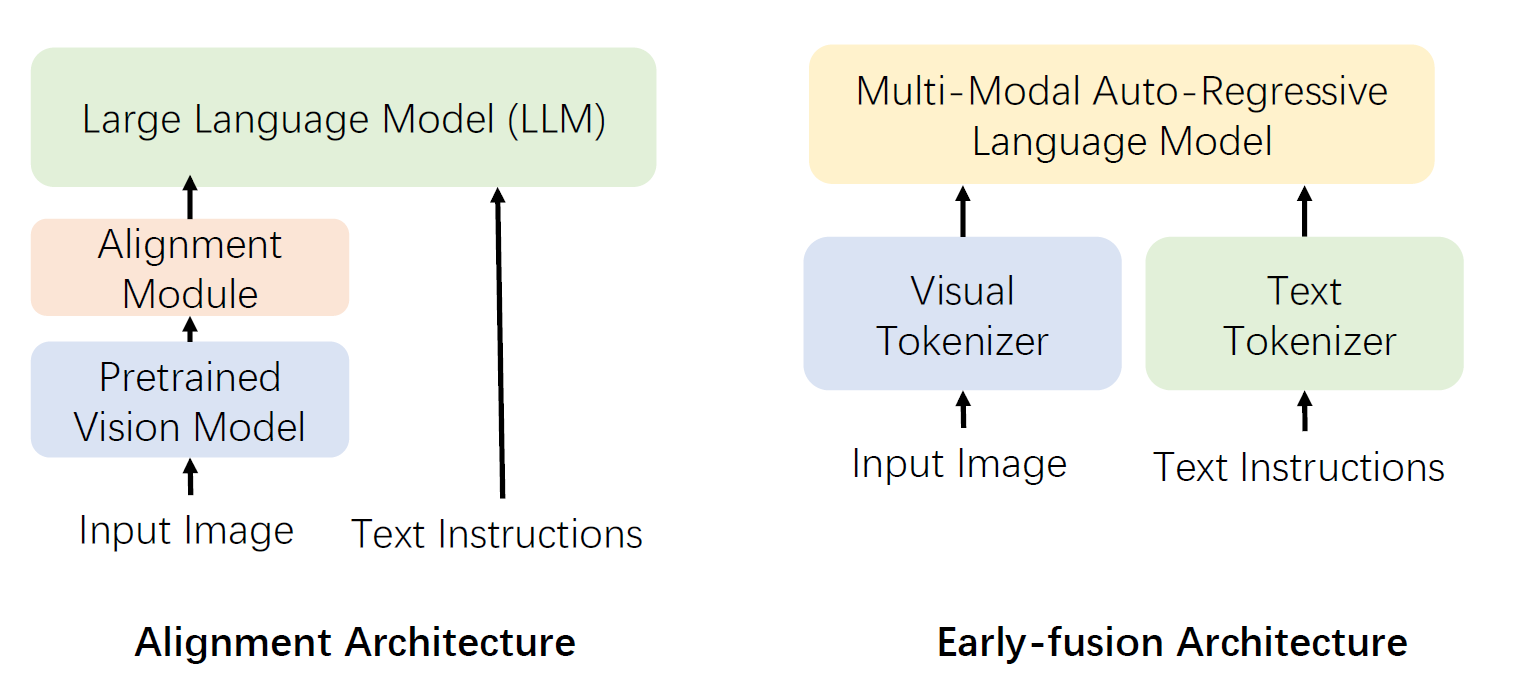 Large Language Model (LLM)
Alignment
Module
Pretrained
Vision Model
Input Image
Text Instructions
Alignment Architecture
Multi-Modal Auto-Regressive
Language Model
Visual
Tokenizer
Text
Tokenizer
Input Image
Text Instructions
Early-fusion Architecture